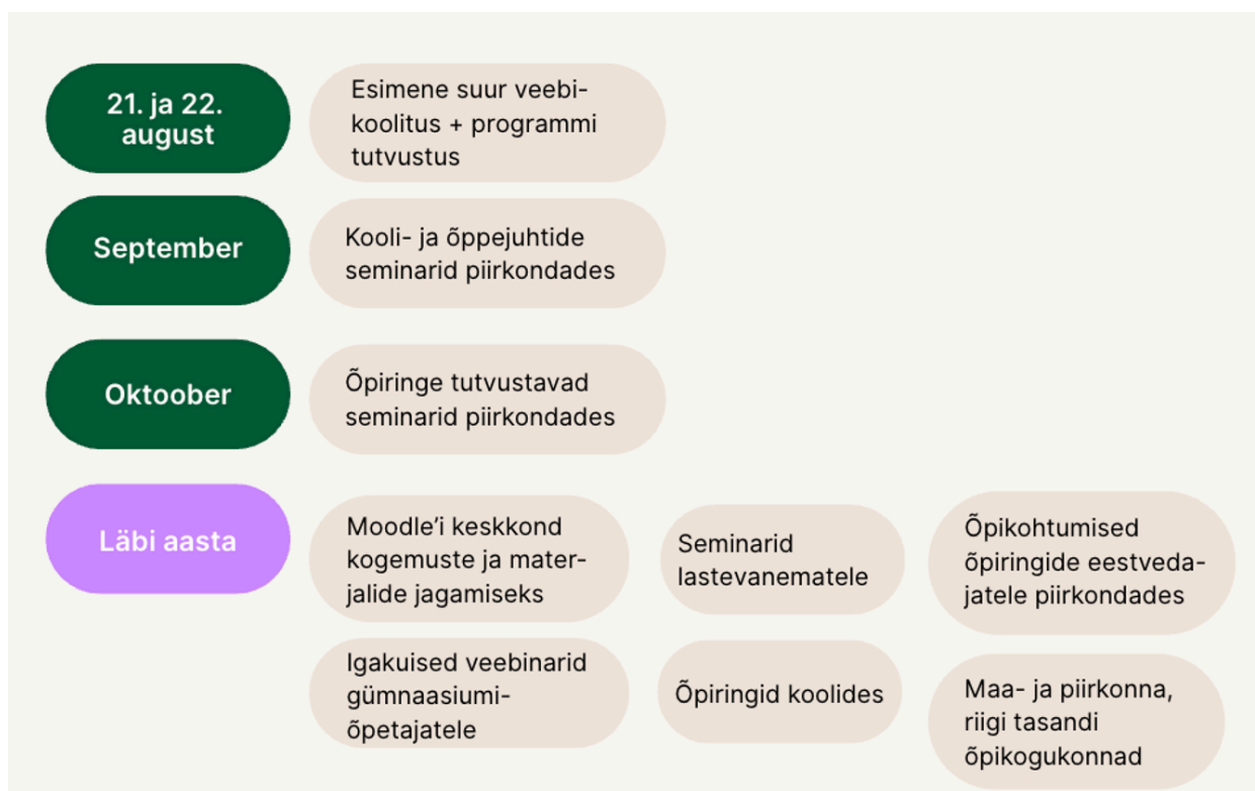 21. ja 22.
august
Esimene suur veebi-
koolitus + programmi
tutvustus
September
Kooli- ja õppejuhtide
seminarid piirkondades
Oktoober
Õpiringe tutvustavad
seminarid piirkondades
Läbi aasta
Moodle’i keskkond
kogemuste ja mater-
jalide jagamiseks
Seminarid
lastevanematele
Õpikohtumised
õpiringide eestveda-
jatele piirkondades
Igakuised veebinarid
gümnaasiumi-
õpetajatele
Õpiringid koolides
Maa- ja piirkonna,
riigi tasandi
õpikogukonnad